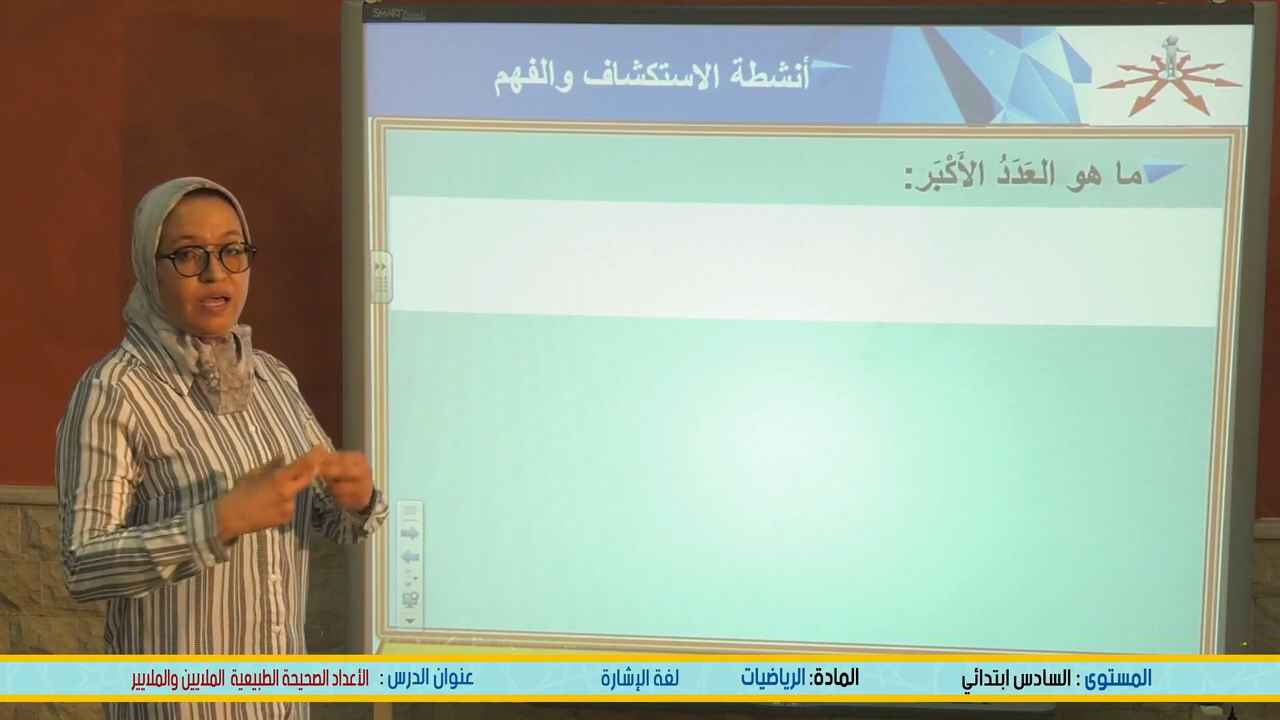 SMART
أنشطة الاستكشاف والفهم
ما هو العَدَدُ الأَكْبَر:
المستوى : السادس ابتدائي المادة: الرياضيات لغة الإشارة عنوان الدرس : الأعداد الصحيحة الطبيعية الملايين والملايير